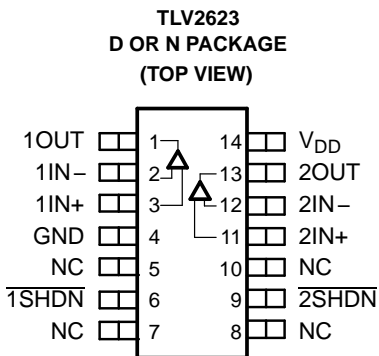 TLV2623
D OR N PACKAGE
(TOP VIEW)
1OUT 1 14 VDD
1IN− 2 13 2OUT
1IN+ 3 12 2IN−
GND 4 11 2IN+
NC 5 10 NC
1SHDN 6 9 2SHDN
NC 7 8 NC